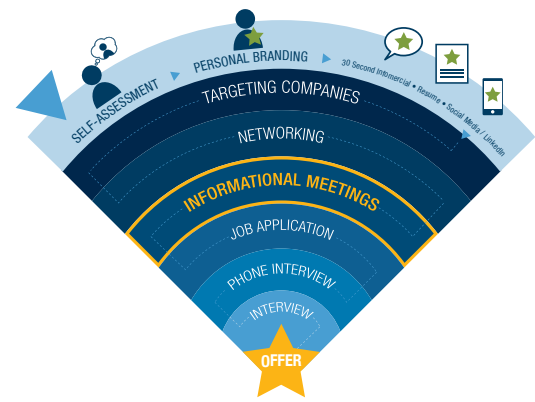 SELF-ASSESSMENT
PERSONAL BRANDING
30 Second Infomercial • Resume • Social Media / LinkedIn
TARGETING COMPANIES
NETWORKING
INFORMATIONAL MEETINGS
JOB APPLICATION
PHONE INTERVIEW
INTERVIEW
OFFER